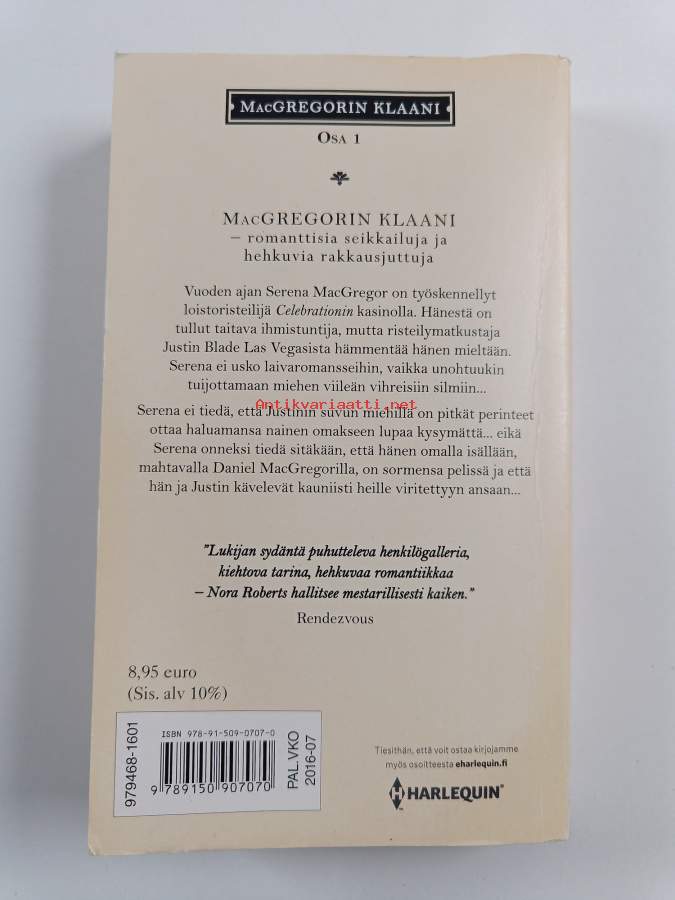 MACGREGORIN KLAANI
OSA 1
MACGREGORIN KLAANI
– romanttisia seikkailuja ja
hehkuvia rakkausjuttuja
Vuoden ajan Serena MacGregor on työskennellyt
loistoristeilijä Celebrationin kasinolla. Hänestä on
tullut taitava ihmistuntija, mutta risteilymatkustaja
Justin Blade Las Vegasista hämmentää hänen mieltään.
Serena ei usko laivaromansseihin, vaikka unohtuukin
tuijottamaan miehen viileän vihreisiin silmiin...
Antikvariaatti.net
Serena ei tiedä, että Justinin suvun miehillä on pitkät perinteet
ottaa haluamansa nainen omakseen lupaa kysymättä... eikä
Serena onneksi tiedä sitäkään, että hänen omalla isällään,
mahtavalla Daniel MacGregorilla, on sormensa pelissä ja että
hän ja Justin kävelevät kauniisti heille viritettyyn ansaan...
"Lukijan sydäntä puhutteleva henkilögalleria,
kiehtova tarina, hehkuvaa romantiikkaa
– Nora Roberts hallitsee mestarillisesti kaiken."
Rendezvous
8,95 euro
(Sis. alv 10%)
979468-1601
ISBN 978-91-509-0707-0
9 789150 907070
PAL.VKO
2016-07
Tiesithän, että voit ostaa kirjojamme
myös osoitteesta eharlequin.fi
HARLEQUIN®